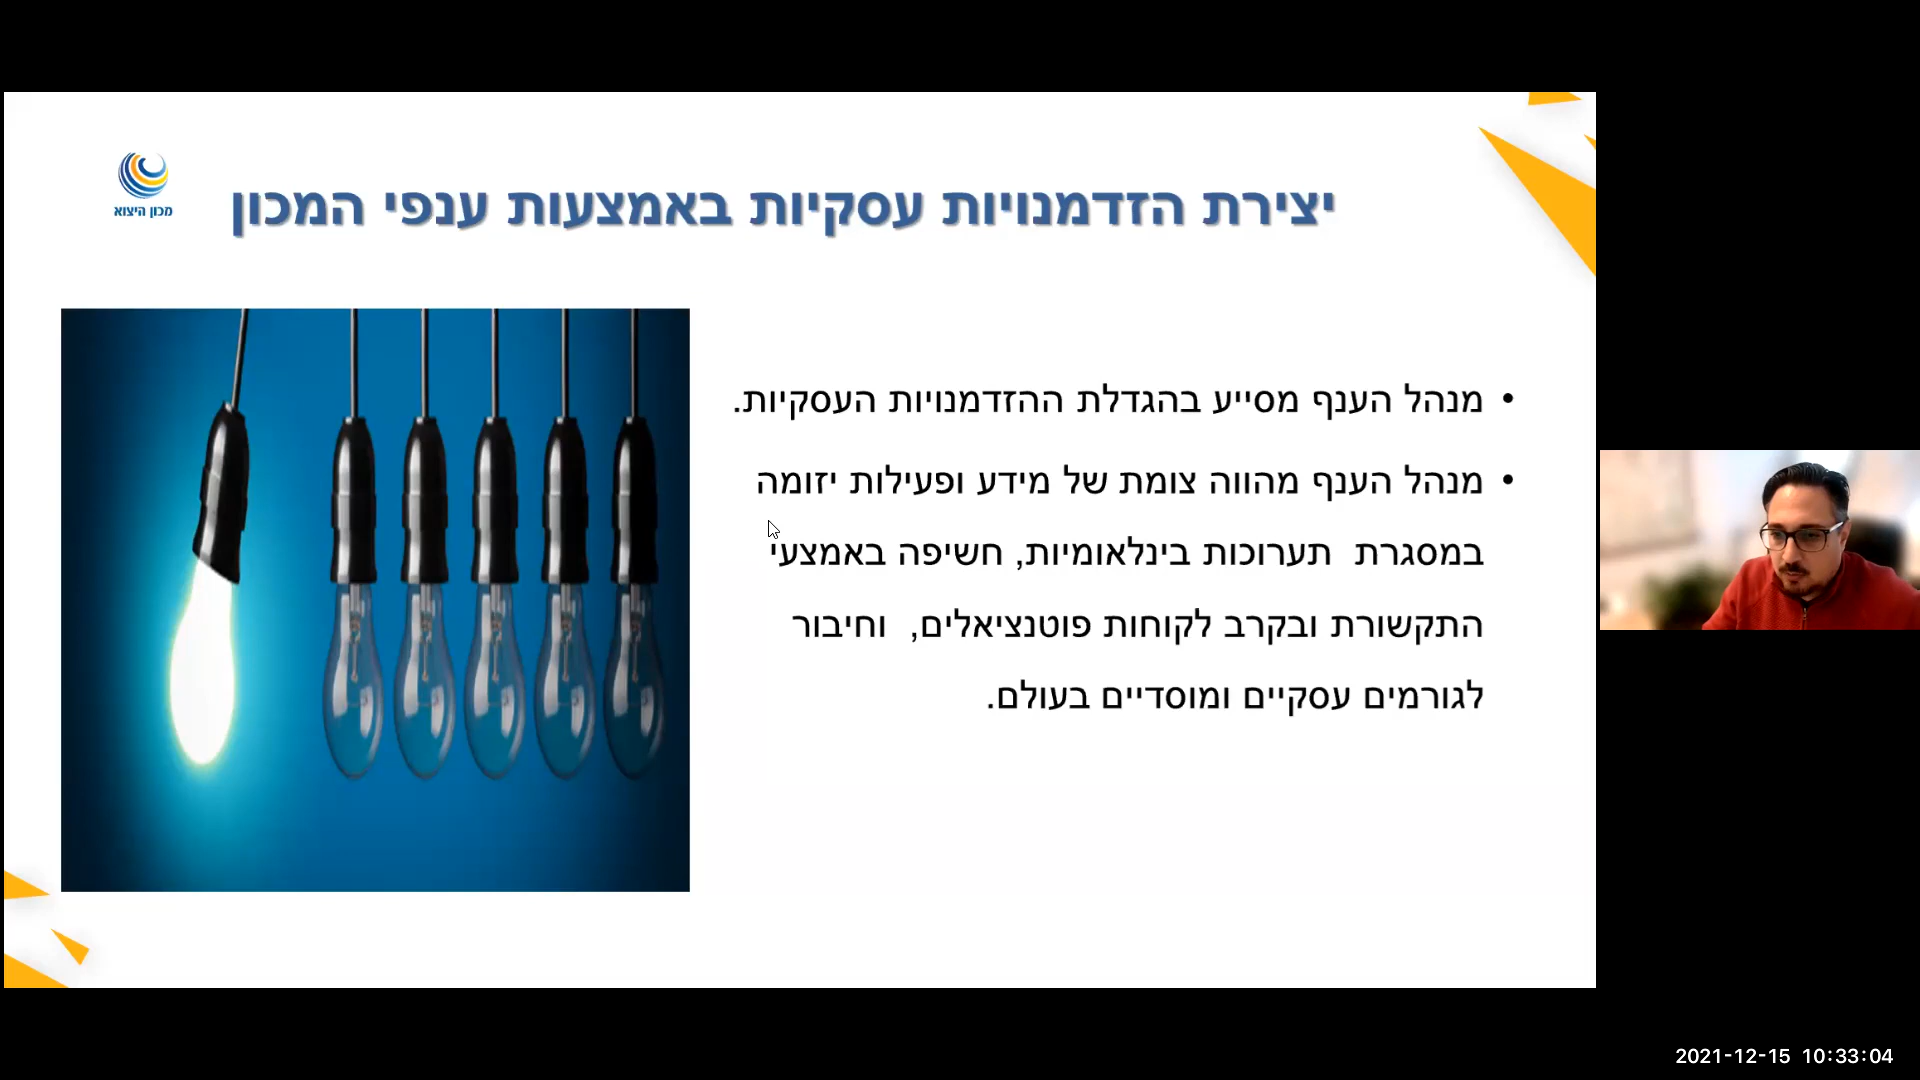 מכון היצוא
יצירת הזדמנויות עסקיות באמצעות ענפי המכון
• מנהל הענף מסייע בהגדלת ההזדמנויות העסקיות.
• מנהל הענף מהווה צומת של מידע ופעילות יזומה
במסגרת תערוכות בינלאומיות, חשיפה באמצעי
התקשורת ובקרב לקוחות פוטנציאלים, וחיבור
לגורמים עסקיים ומוסדיים בעולם.
2021-12-15 10:33:04